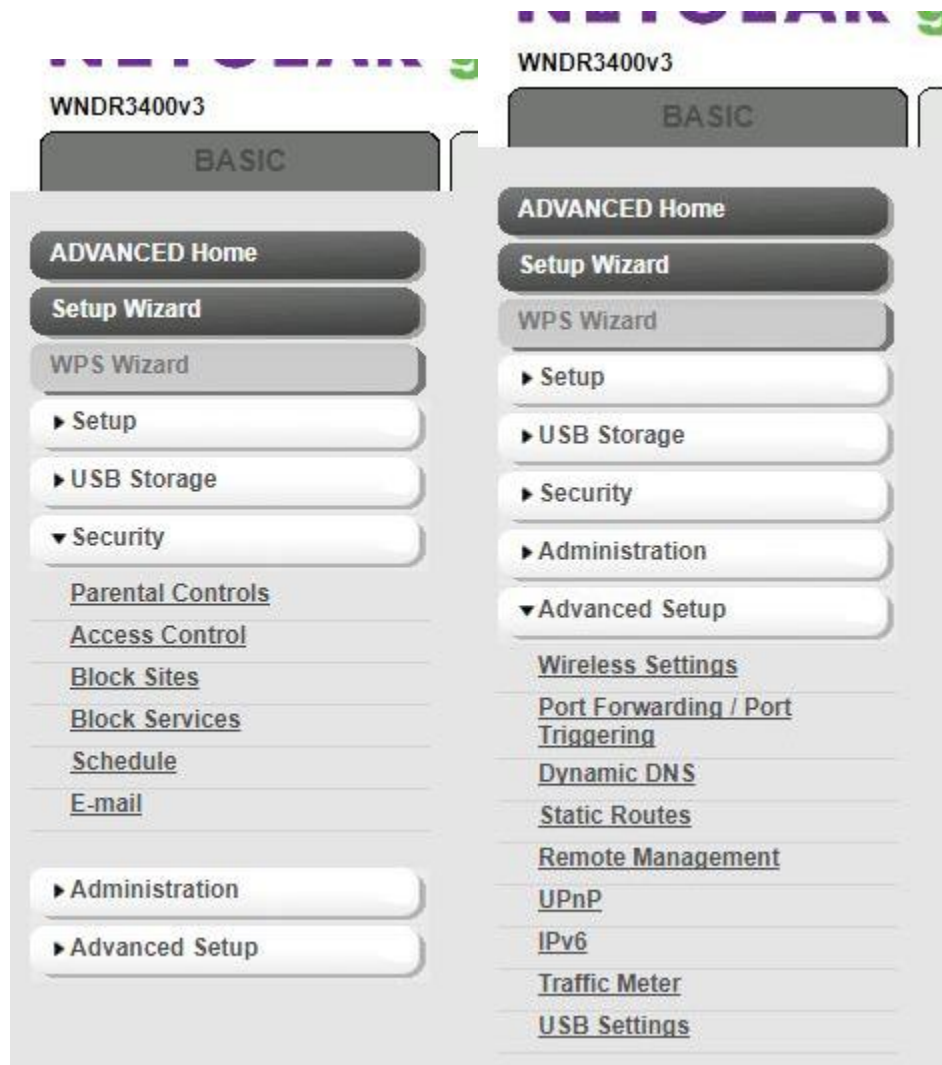 WNDR3400v3
BASIC
ADVANCED Home
Setup Wizard
WPS Wizard
Setup
USB Storage
Security
Parental Controls
Access Control
Block Sites
Block Services
Schedule
E-mail
Administration
Advanced Setup
WNDR3400v3
BASIC
ADVANCED Home
Setup Wizard
WPS Wizard
Setup
USB Storage
Security
Administration
Advanced Setup
Wireless Settings
Port Forwarding / Port
Triggering
Dynamic DNS
Static Routes
Remote Management
UPnP
IPv6
Traffic Meter
USB Settings